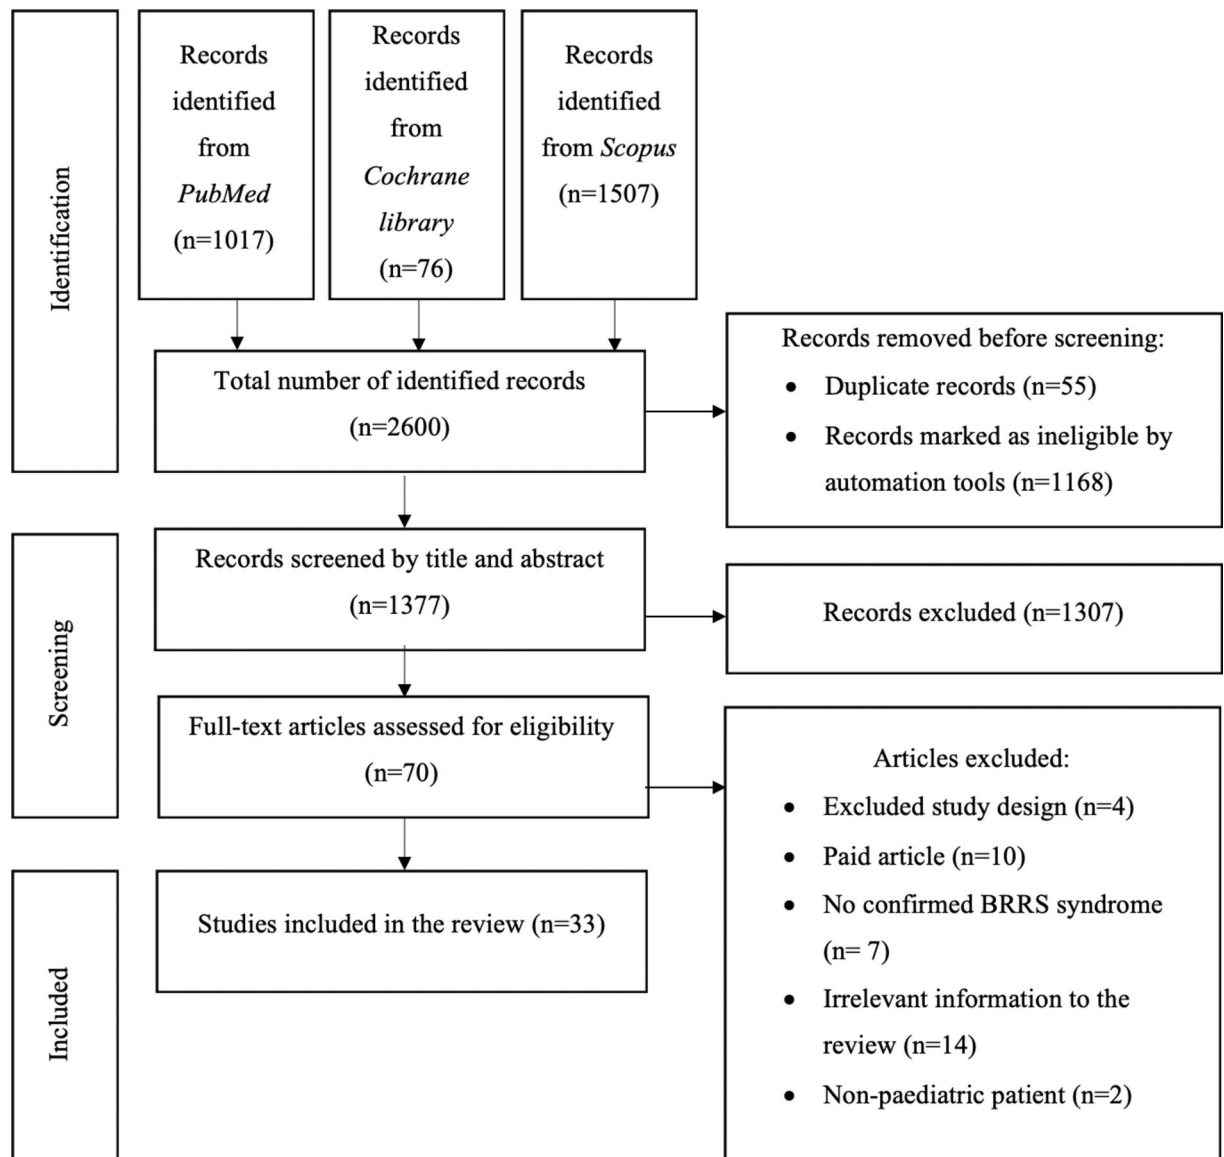 Identification
Records
identified
from
PubMed
(n=1017)
Records
identified
from
Cochrane
library
(n=76)
Records
identified
from Scopus
(n=1507)
Total number of identified records
(n=2600)
Records removed before screening:
• Duplicate records (n=55)
• Records marked as ineligible by
automation tools (n=1168)
Screening
Records screened by title and abstract
(n=1377)
Records excluded (n=1307)
Full-text articles assessed for eligibility
(n=70)
Articles excluded:
• Excluded study design (n=4)
• Paid article (n=10)
• No confirmed BRRS syndrome
(n= 7)
• Irrelevant information to the
review (n=14)
• Non-paediatric patient (n=2)
Included
Studies included in the review (n=33)